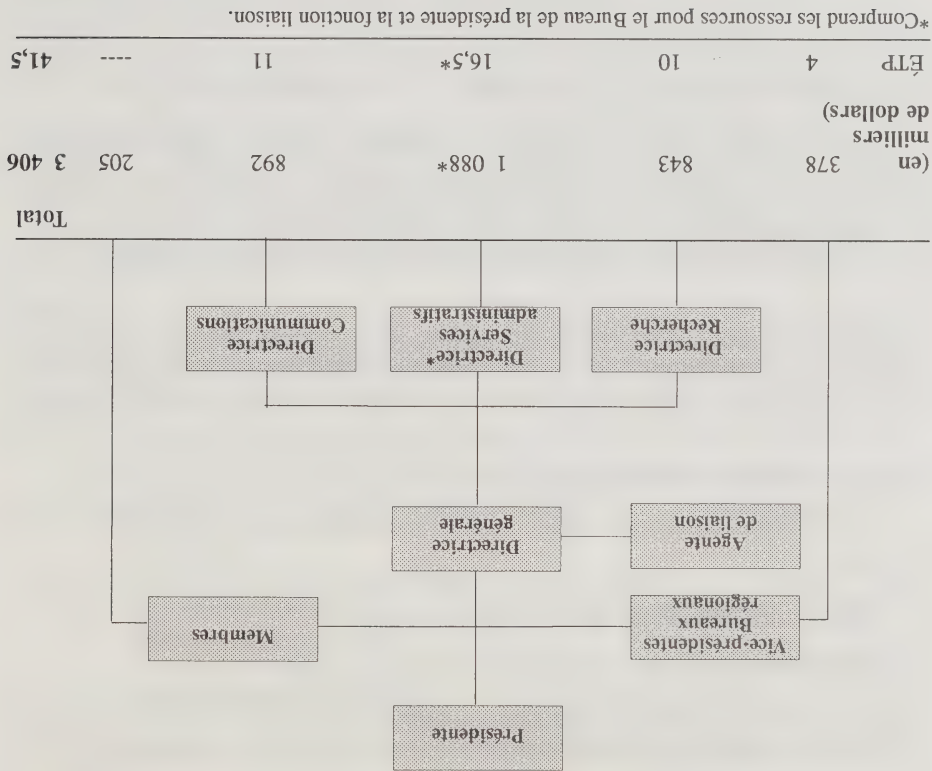 Présidente
Vice-présidentes
Bureaux
régionaux
Membres
Agente
de liaison
Directrice
générale
Directrice
Recherche
Directrice*
Services
administratifs
Directrice
Communications
Total
(en 378 843 1 088* 892 205 3 406
milliers
de dollars)
ÉTP 4 10 16,5* 11 ---- 41,5
*Comprend les ressources pour le Bureau de la présidente et la fonction liaison.